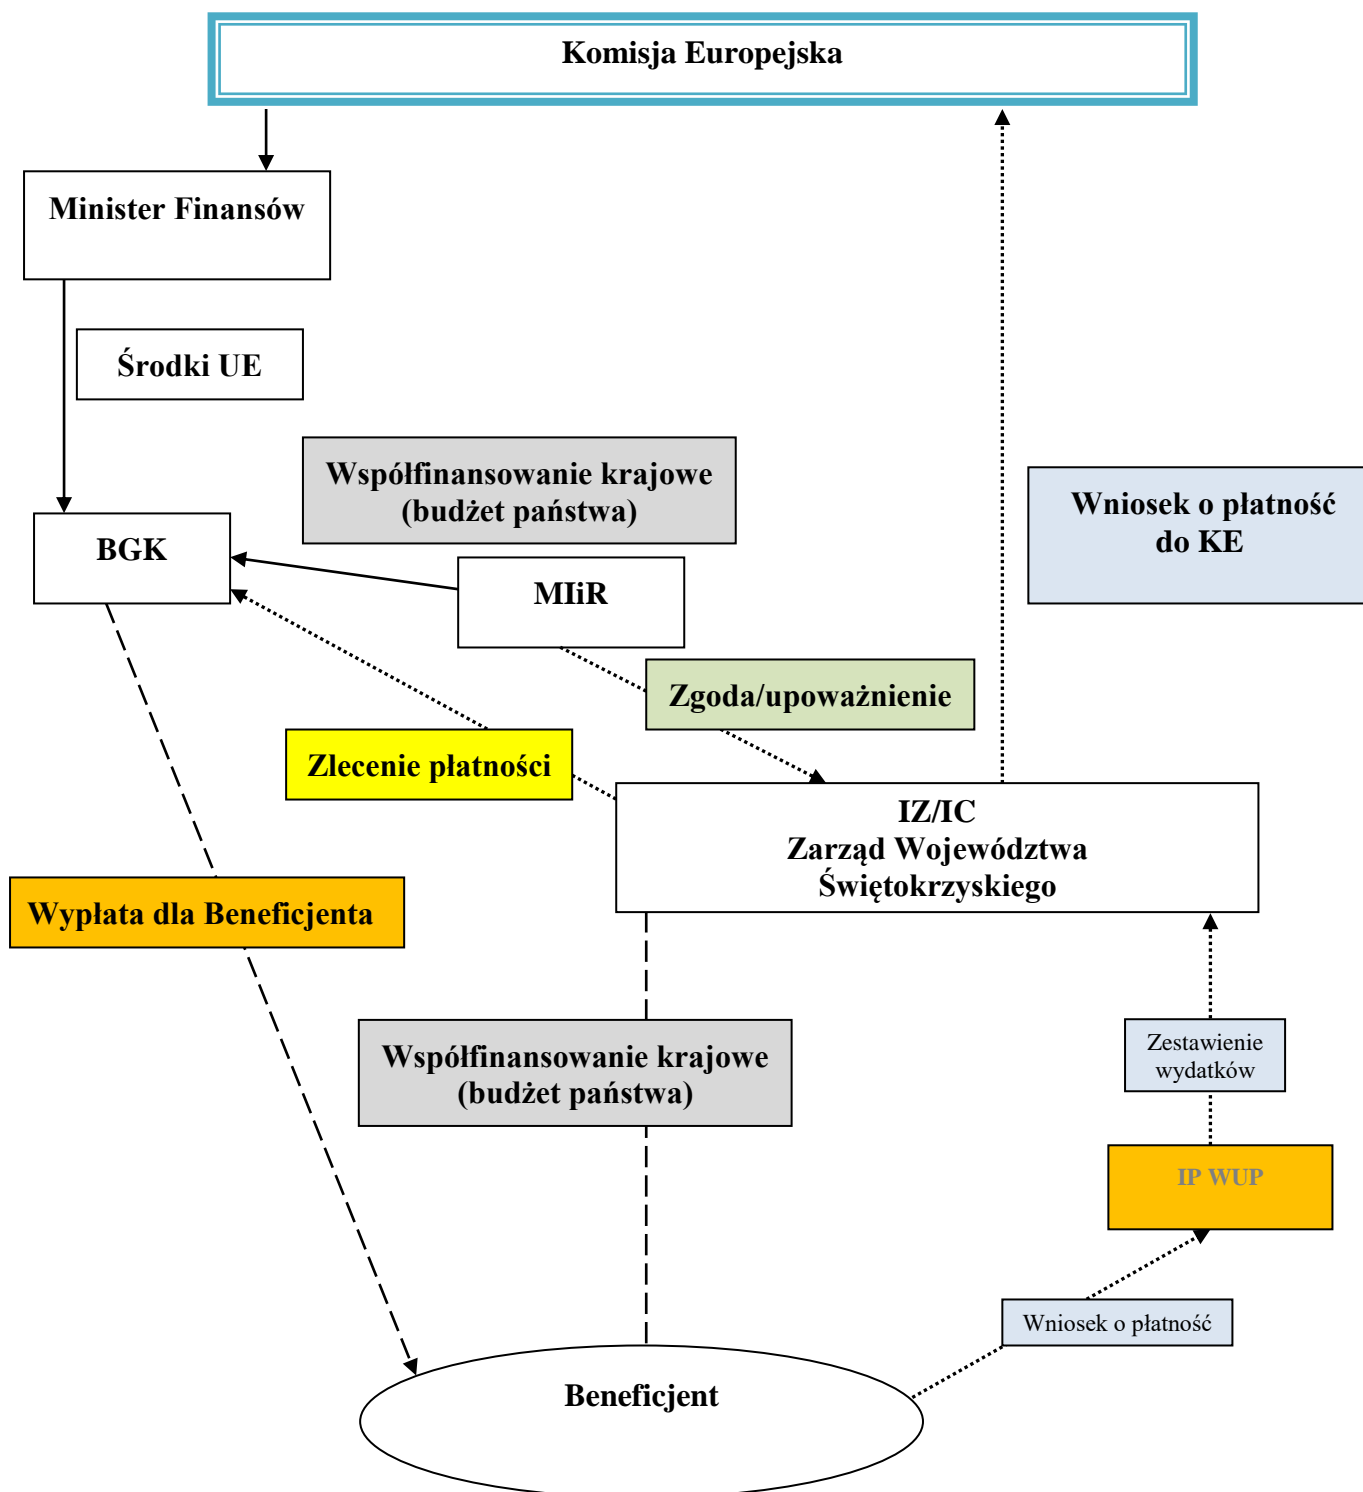 Komisja Europejska
Minister Finansów
Środki UE
Współfinansowanie krajowe
(budżet państwa)
Wniosek o płatność
do KE
BGK
MIiR
Zgoda/upoważnienie
Zlecenie płatności
IZ/IC
Zarząd Województwa
Świętokrzyskiego
Wypłata dla Beneficjenta
Współfinansowanie krajowe
(budżet państwa)
Zestawienie
wydatków
IP WUP
Wniosek o płatność
Beneficjent